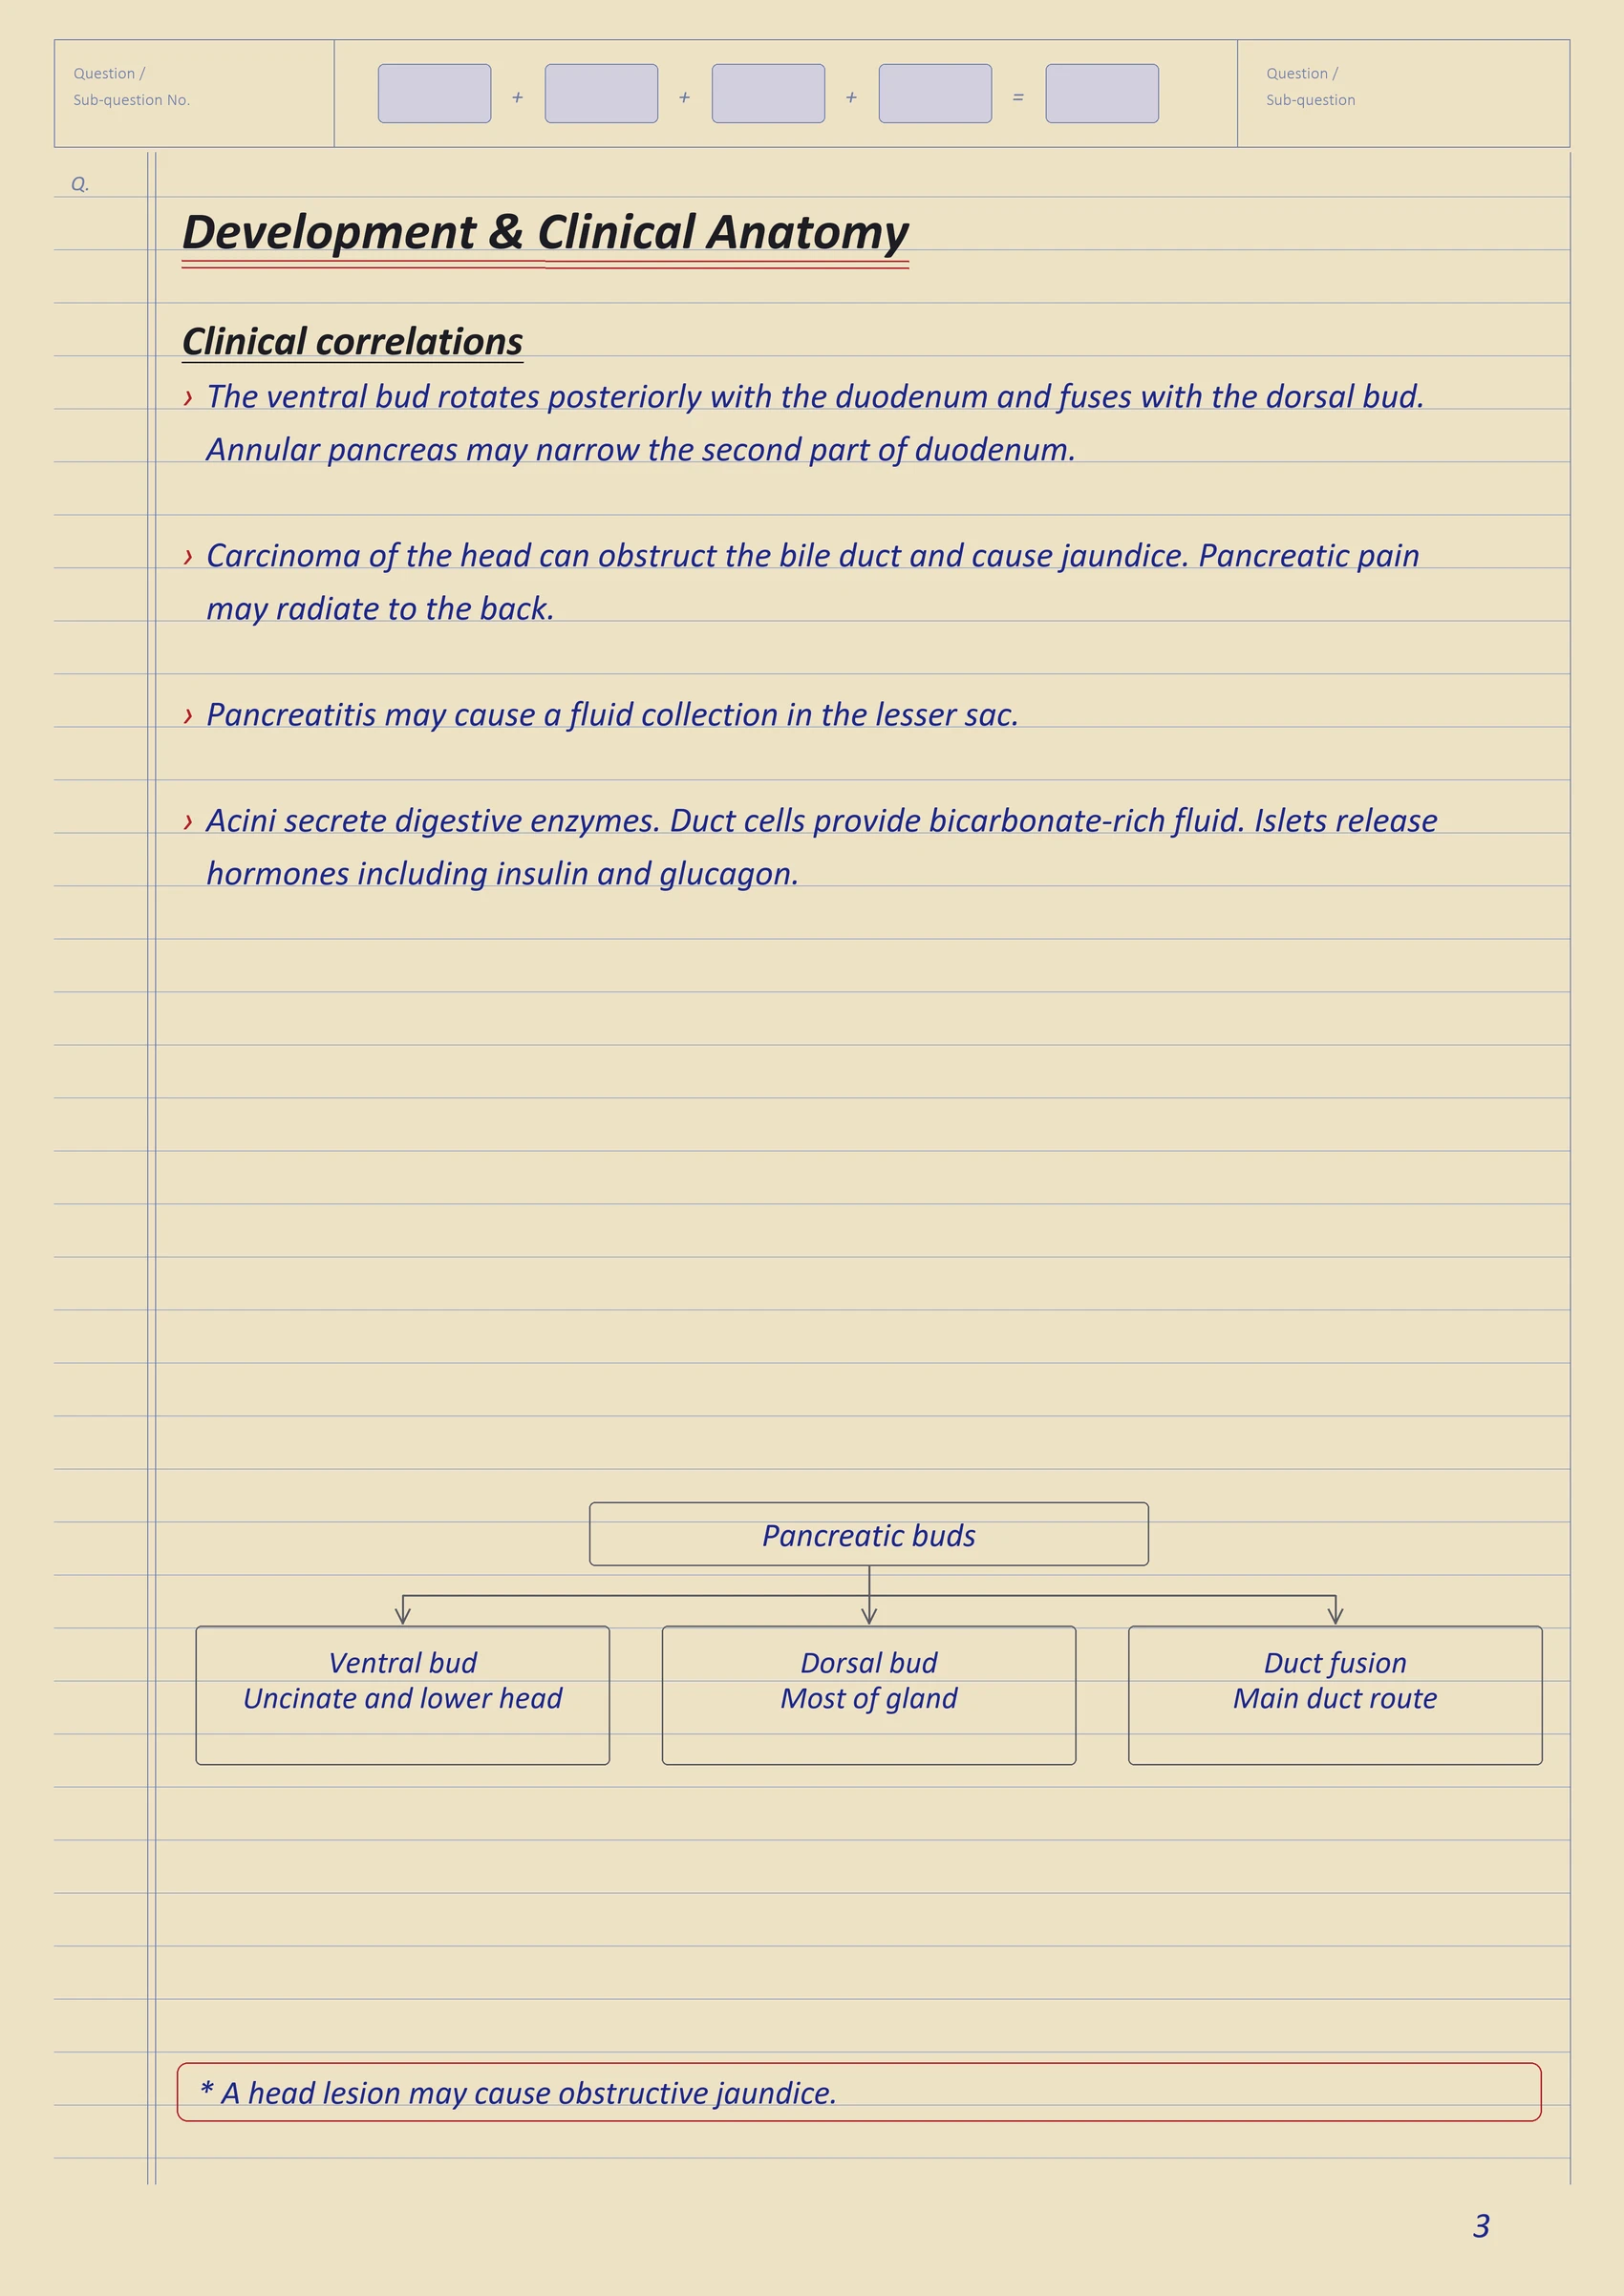 Question /
Sub-question No.
+ + + =
Question /
Sub-question
Q.
Development & Clinical Anatomy
Clinical correlations
› The ventral bud rotates posteriorly with the duodenum and fuses with the dorsal bud.
Annular pancreas may narrow the second part of duodenum.
› Carcinoma of the head can obstruct the bile duct and cause jaundice. Pancreatic pain
may radiate to the back.
› Pancreatitis may cause a fluid collection in the lesser sac.
› Acini secrete digestive enzymes. Duct cells provide bicarbonate-rich fluid. Islets release
hormones including insulin and glucagon.
Pancreatic buds
Ventral bud
Uncinate and lower head
Dorsal bud
Most of gland
Duct fusion
Main duct route
* A head lesion may cause obstructive jaundice.
3